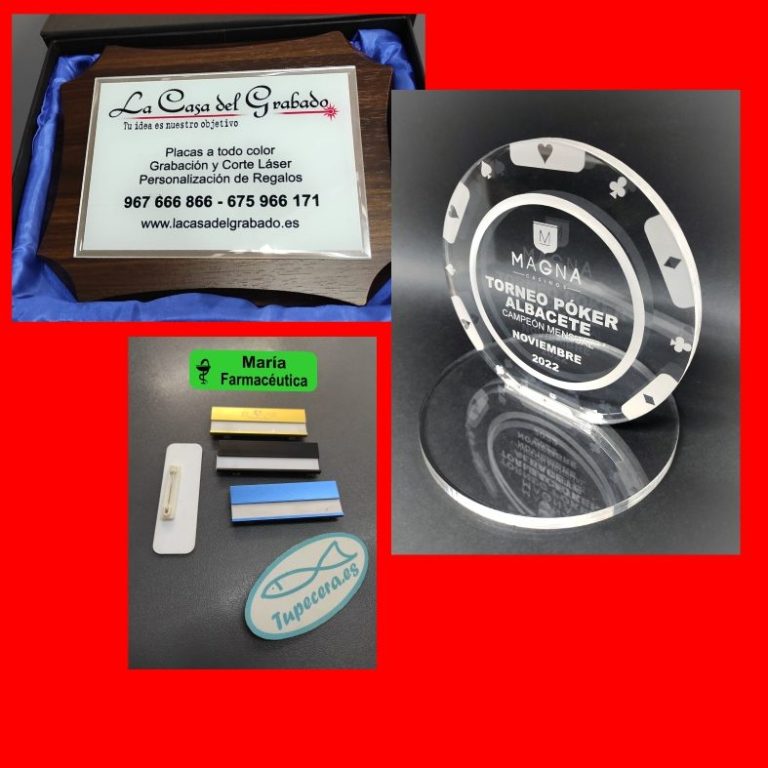 La Casa del Grabado
Tu idea es nuestro objetivo
Placas a todo color
Grabación y Corte Láser
Personalización de Regalos
967 666 866 - 675 966 171
www.lacasadelgrabado.es
M
MAGNA
CASINOS
TORNEO PÓKER
ALBACETE
CAMPEÓN MENSUAL
NOVIEMBRE
2022
María
Farmacéutica
Tupecera.es